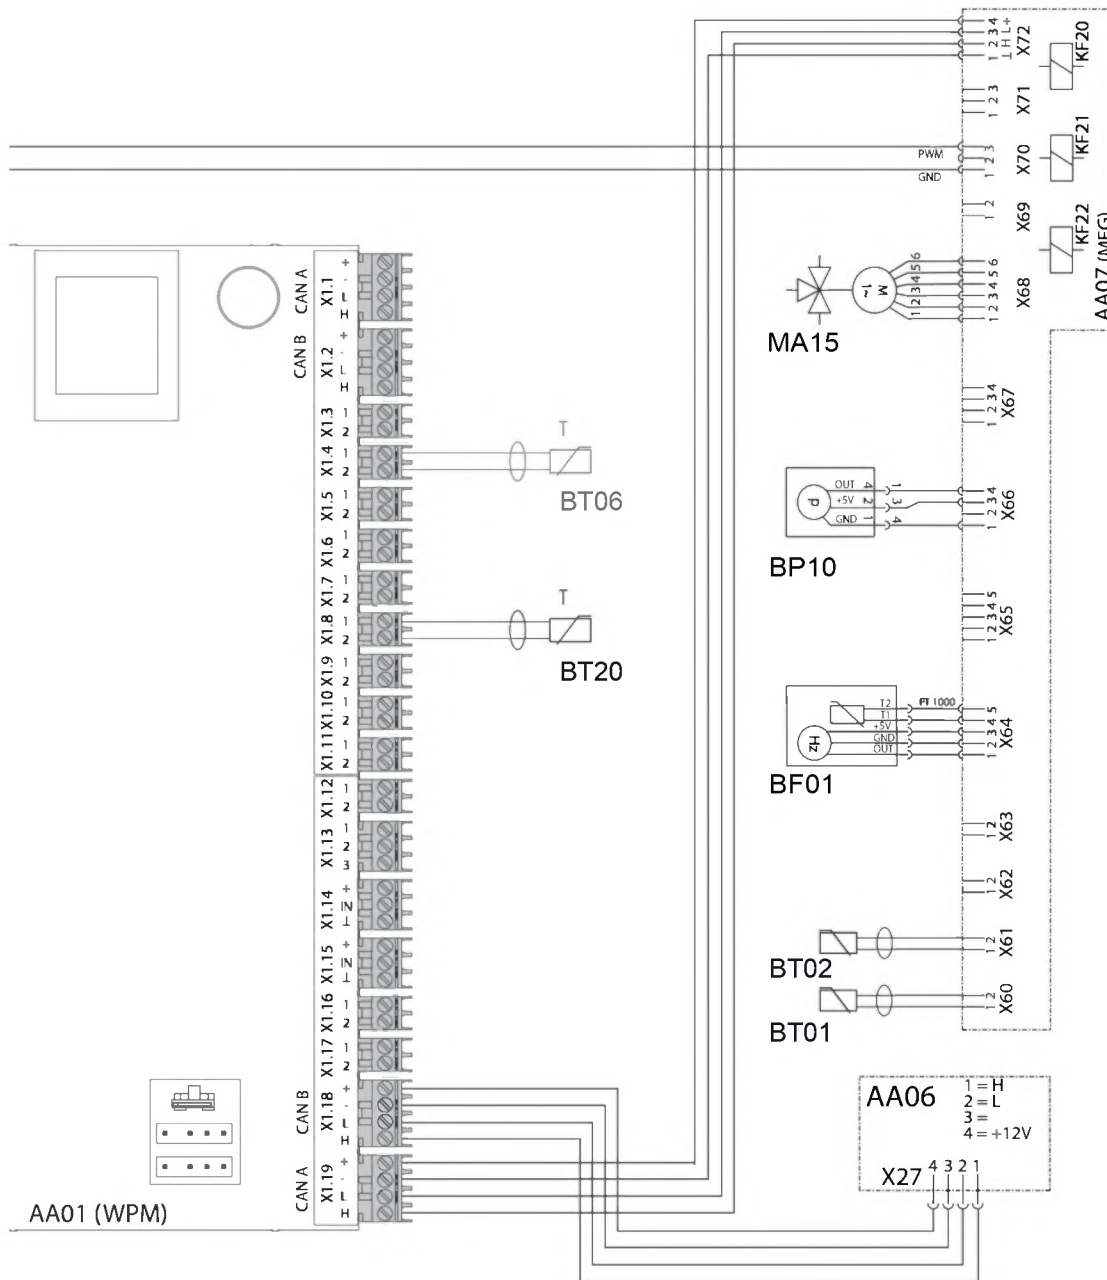 4 L+
3 L
2 H
1 ⊥
X72
KF20
3
2
1
X71
PWM
GND
3
2
1
X70
KF21
2
1
X69
KF22
AA07 (MFG)
6
5
4
3
2
1
6
5
4
3
2
1
X68
M
1~
MA15
4
3
2
1
X67
OUT 4 1
+5V 2 3
GND 1 4
p
4
3
2
1
X66
BP10
5
4
3
2
1
X65
T2
T1
+5V
GND
OUT
PT 1000
Hz
5
4
3
2
1
X64
BF01
2
1
X63
2
1
X62
2
1
X61
BT02
2
1
X60
BT01
AA06
1 = H
2 = L
3 =
4 = +12V
X27 4 3 2 1
CAN A X1.1 + - L H
CAN B X1.2 + - L H
X1.3 1 2
X1.4 1 2
T
BT06
X1.5 1 2
X1.6 1 2
X1.7 1 2
X1.8 1 2
T
BT20
X1.9 1 2
X1.10 1 2
X1.11 1 2
X1.12 1 2
X1.13 1 2 3
X1.14 + IN ⊥
X1.15 + IN ⊥
X1.16 1 2
X1.17 1 2
CAN B X1.18 + - L H
CAN A X1.19 + - L H
AA01 (WPM)